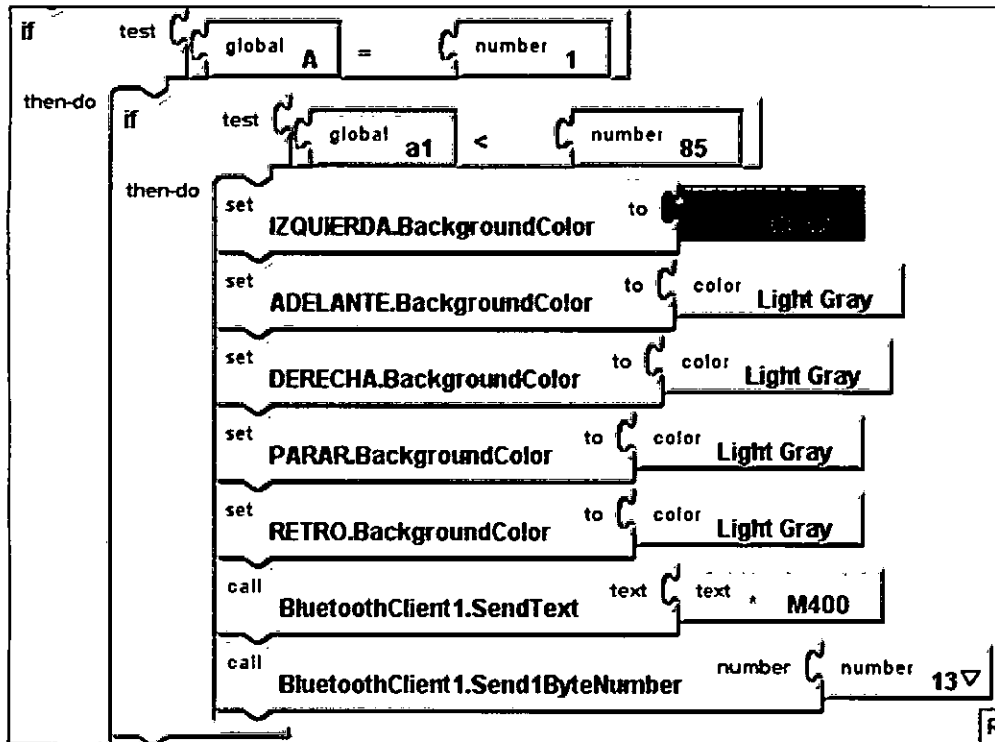 if test global A = number 1
then-do if test global a1 < number 85
then-do set IZQUIERDA.BackgroundColor to
set ADELANTE.BackgroundColor to color Light Gray
set DERECHA.BackgroundColor to color Light Gray
set PARAR.BackgroundColor to color Light Gray
set RETRO.BackgroundColor to color Light Gray
call BluetoothClient1.SendText text text * M400
call BluetoothClient1.Send1ByteNumber number number 13